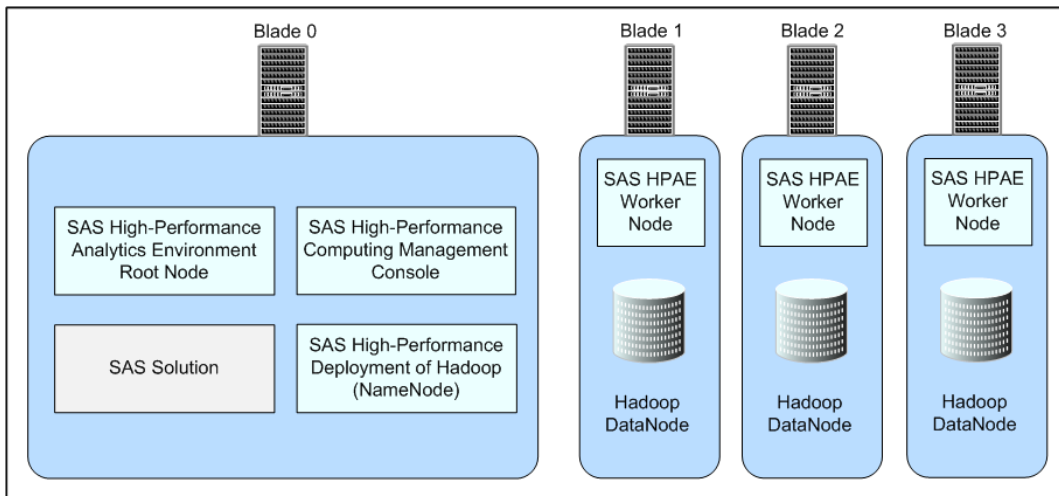 Blade 0
SAS High-Performance
Analytics Environment
Root Node
SAS High-Performance
Computing Management
Console
SAS Solution
SAS High-Performance
Deployment of Hadoop
(NameNode)
Blade 1
SAS HPAE
Worker
Node
Hadoop
DataNode
Blade 2
SAS HPAE
Worker
Node
Hadoop
DataNode
Blade 3
SAS HPAE
Worker
Node
Hadoop
DataNode